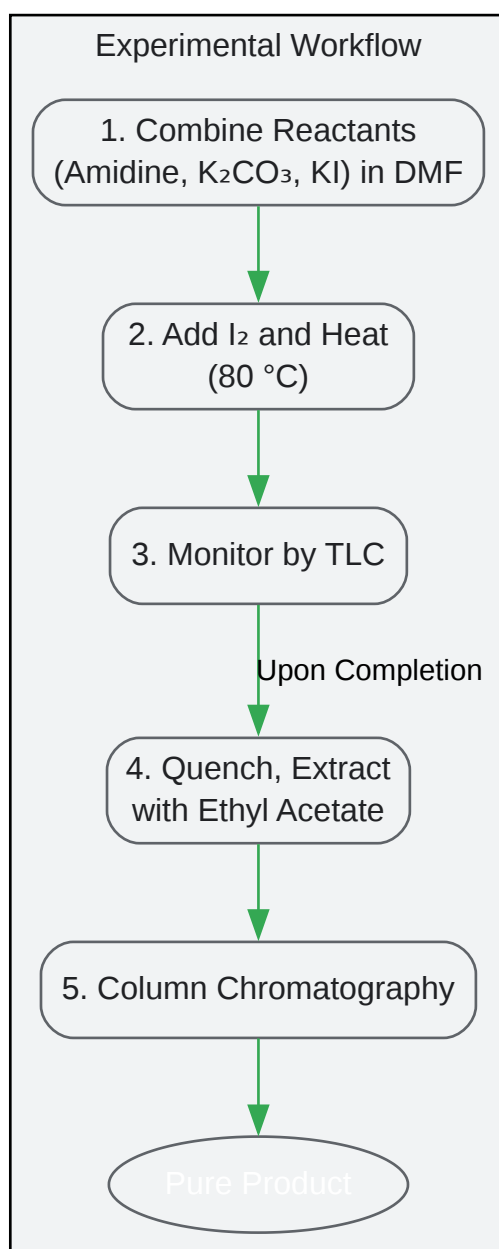 Experimental Workflow
1. Combine Reactants
(Amidine, K₂CO₃, KI) in DMF
2. Add I₂ and Heat
(80 °C)
3. Monitor by TLC
Upon Completion
4. Quench, Extract
with Ethyl Acetate
5. Column Chromatography
Pure Product